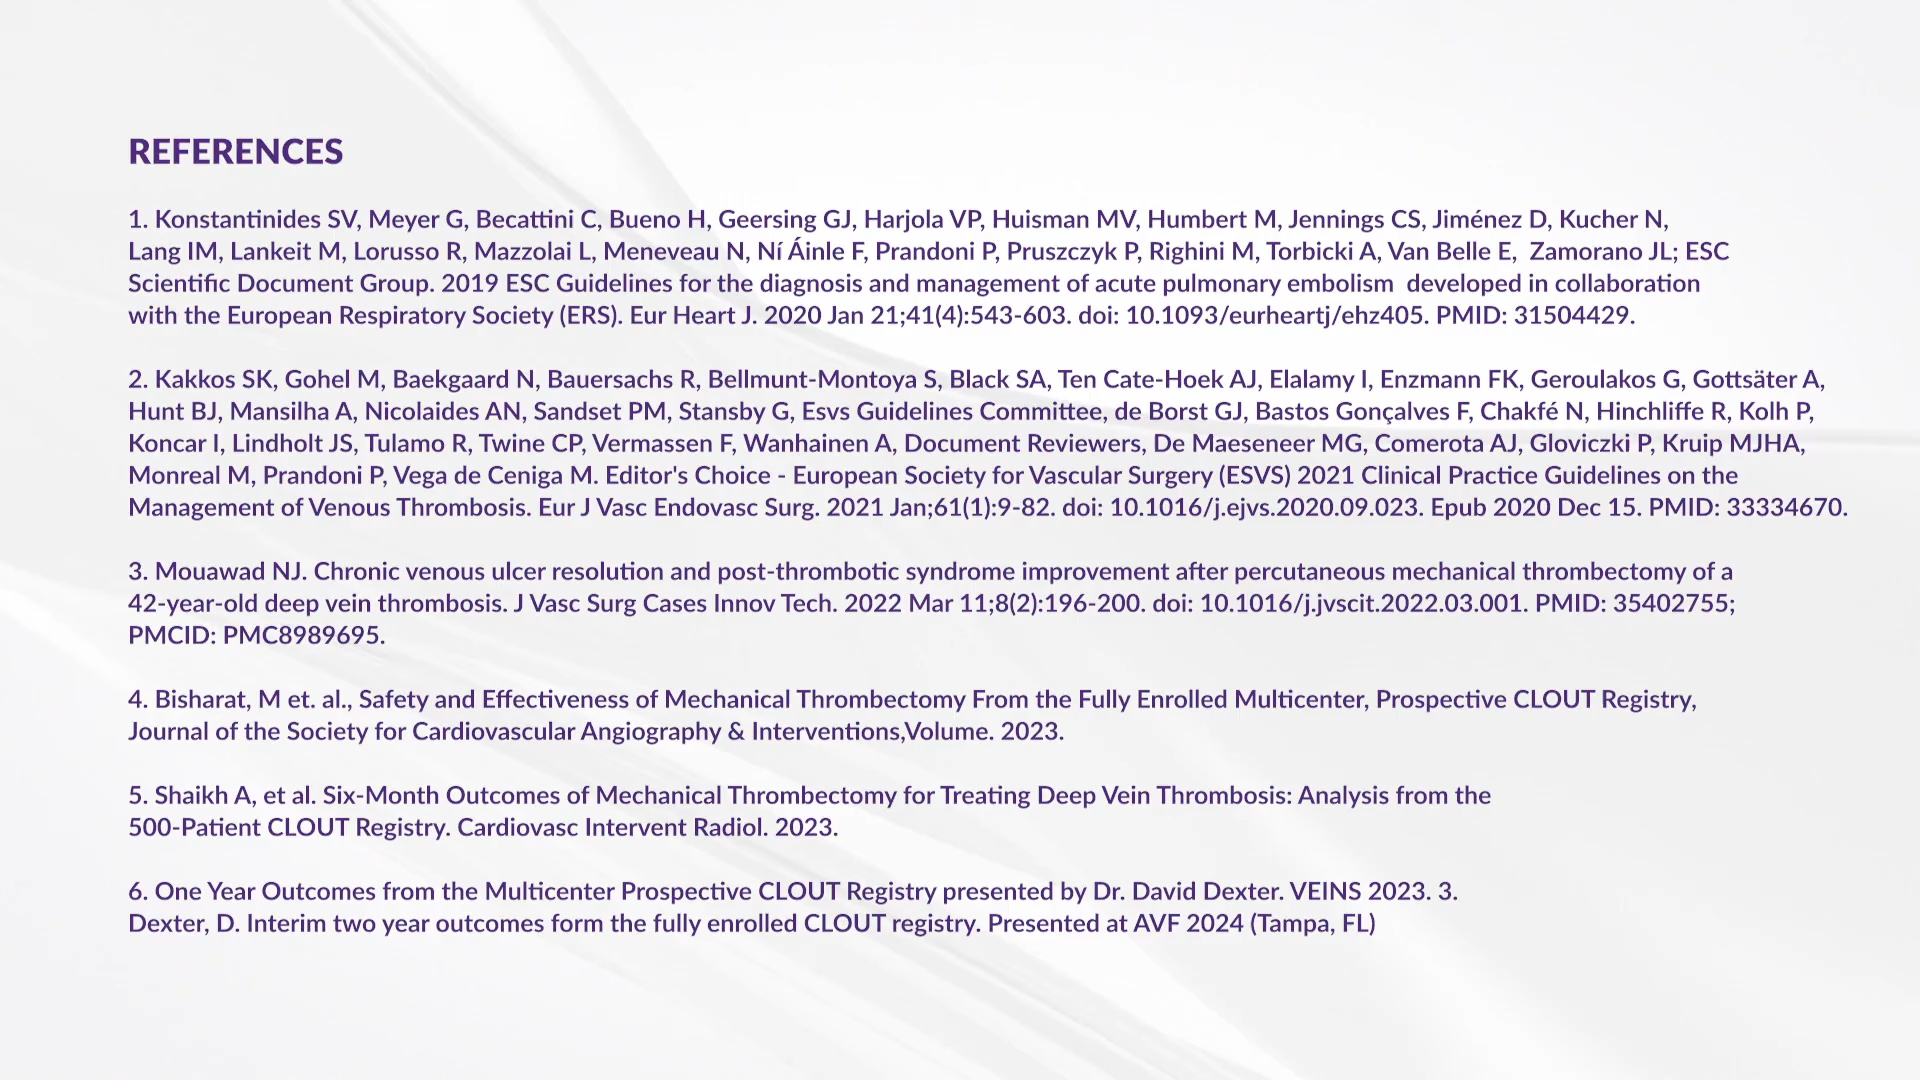 REFERENCES
1. Konstantinides SV, Meyer G, Becattini C, Bueno H, Geersing GJ, Harjola VP, Huisman MV, Humbert M, Jennings CS, Jiménez D, Kucher N,
Lang IM, Lankeit M, Lorusso R, Mazzolai L, Meneveau N, Ní Áinle F, Prandoni P, Pruszczyk P, Righini M, Torbicki A, Van Belle E,  Zamorano JL; ESC
Scientific Document Group. 2019 ESC Guidelines for the diagnosis and management of acute pulmonary embolism  developed in collaboration
with the European Respiratory Society (ERS). Eur Heart J. 2020 Jan 21;41(4):543-603. doi: 10.1093/eurheartj/ehz405. PMID: 31504429.
2. Kakkos SK, Gohel M, Baekgaard N, Bauersachs R, Bellmunt-Montoya S, Black SA, Ten Cate-Hoek AJ, Elalamy I, Enzmann FK, Geroulakos G, Gottsäter A,
Hunt BJ, Mansilha A, Nicolaides AN, Sandset PM, Stansby G, Esvs Guidelines Committee, de Borst GJ, Bastos Gonçalves F, Chakfé N, Hinchliffe R, Kolh P,
Koncar I, Lindholt JS, Tulamo R, Twine CP, Vermassen F, Wanhainen A, Document Reviewers, De Maeseneer MG, Comerota AJ, Gloviczki P, Kruip MJHA,
Monreal M, Prandoni P, Vega de Ceniga M. Editor's Choice - European Society for Vascular Surgery (ESVS) 2021 Clinical Practice Guidelines on the
Management of Venous Thrombosis. Eur J Vasc Endovasc Surg. 2021 Jan;61(1):9-82. doi: 10.1016/j.ejvs.2020.09.023. Epub 2020 Dec 15. PMID: 33334670.
3. Mouawad NJ. Chronic venous ulcer resolution and post-thrombotic syndrome improvement after percutaneous mechanical thrombectomy of a
42-year-old deep vein thrombosis. J Vasc Surg Cases Innov Tech. 2022 Mar 11;8(2):196-200. doi: 10.1016/j.jvscit.2022.03.001. PMID: 35402755;
PMCID: PMC8989695.
4. Bisharat, M et. al., Safety and Effectiveness of Mechanical Thrombectomy From the Fully Enrolled Multicenter, Prospective CLOUT Registry,
Journal of the Society for Cardiovascular Angiography & Interventions,Volume. 2023.
5. Shaikh A, et al. Six-Month Outcomes of Mechanical Thrombectomy for Treating Deep Vein Thrombosis: Analysis from the
500-Patient CLOUT Registry. Cardiovasc Intervent Radiol. 2023.
6. One Year Outcomes from the Multicenter Prospective CLOUT Registry presented by Dr. David Dexter. VEINS 2023. 3.
Dexter, D. Interim two year outcomes form the fully enrolled CLOUT registry. Presented at AVF 2024 (Tampa, FL)